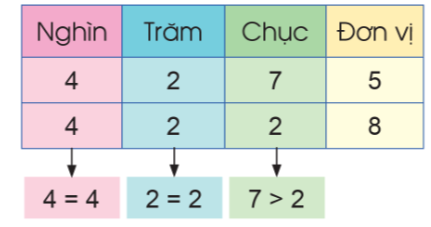 Nghìn Trăm Chục Đơn vị
4 2 7 5
4 2 2 8
4 = 4 2 = 2 7 > 2